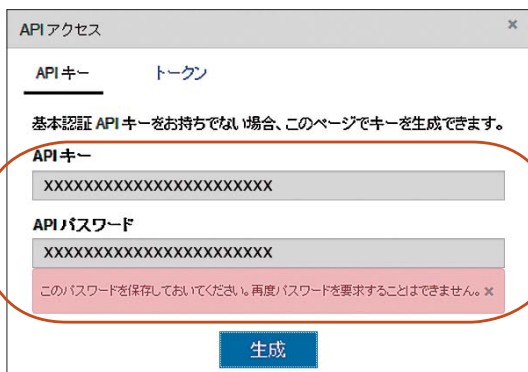 APIアクセス ×
APIキー トークン
基本認証 APIキーをお持ちでない場合、このページでキーを生成できます。
APIキー
XXXXXXXXXXXXXXXXXXXXXXX
APIパスワード
XXXXXXXXXXXXXXXXXXXXXXX
このパスワードを保存しておいてください。再度パスワードを要求することはできません。 ×
生成